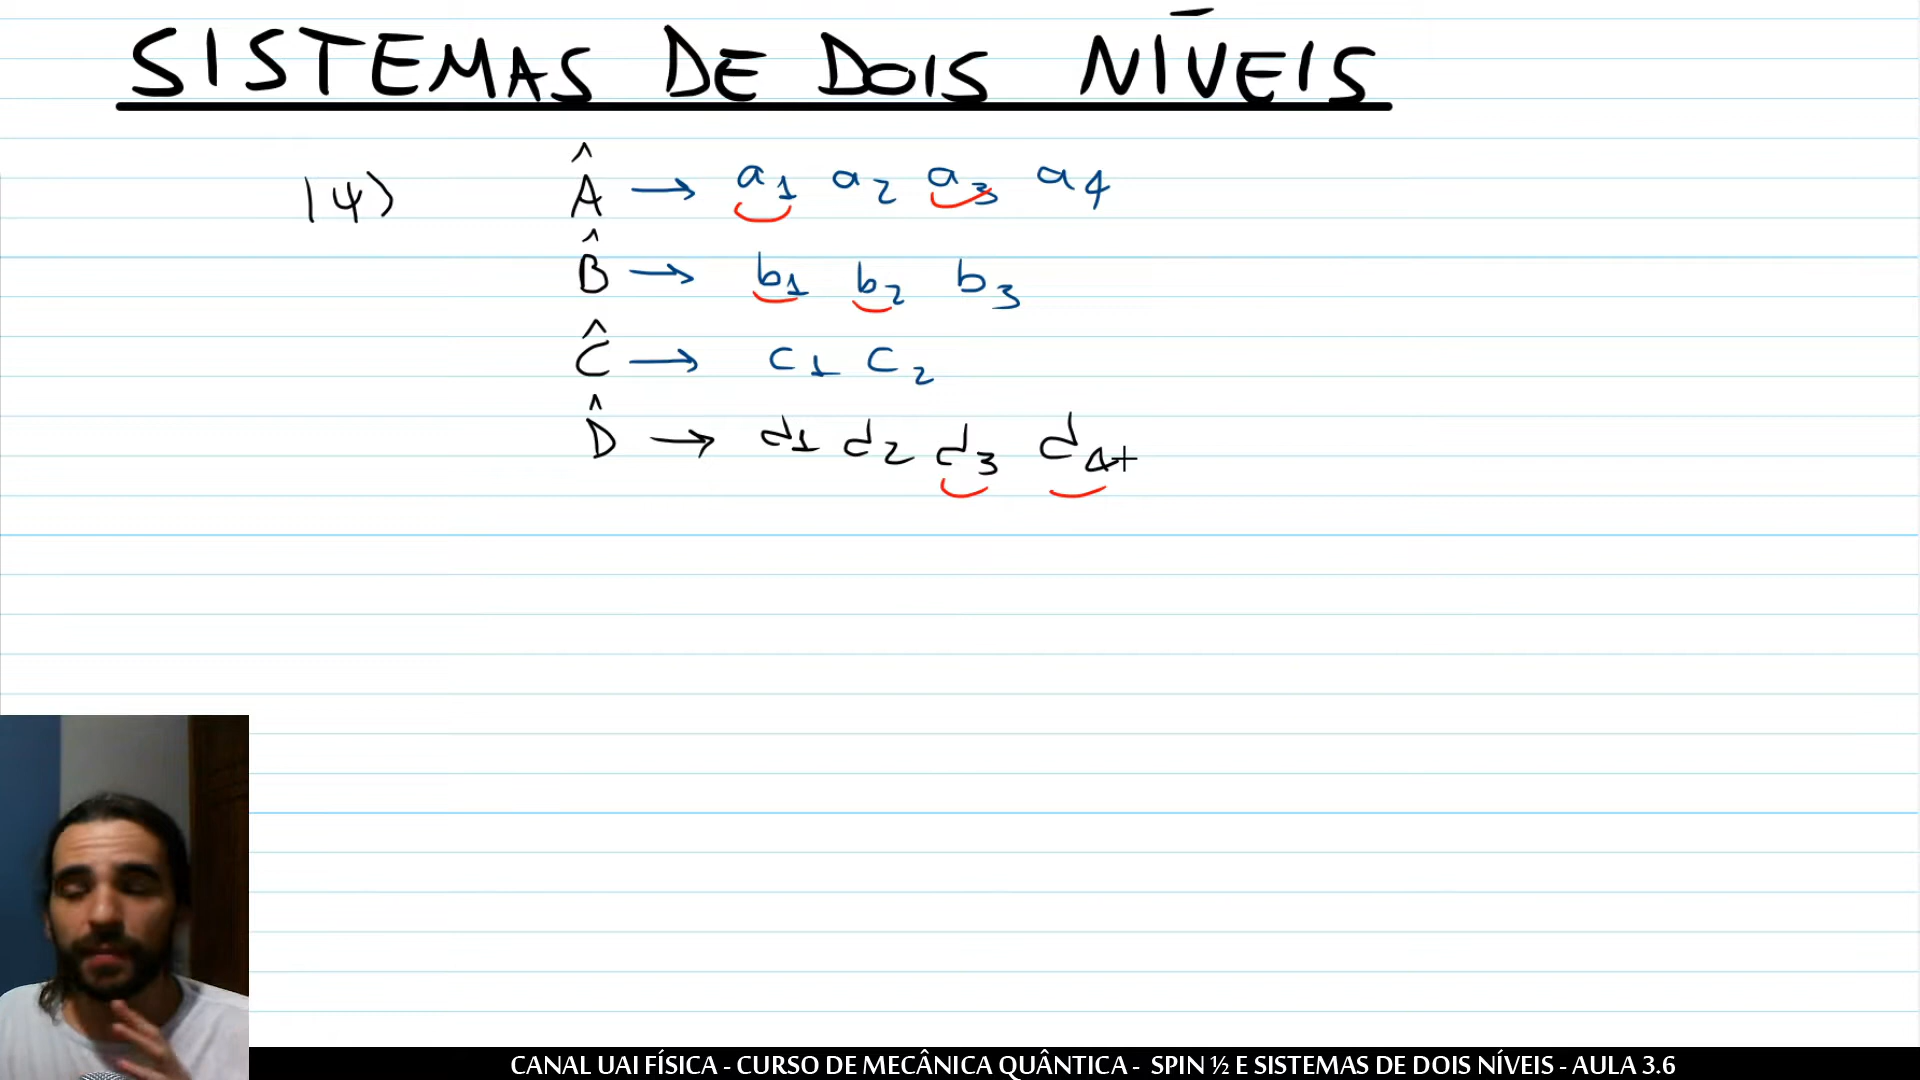 SISTEMAS DE DOIS NÍVEIS
|ψ⟩ Â → a1 a2 a3 a4
B̂ → b1 b2 b3
Ĉ → c1 c2
D̂ → d1 d2 d3 d4
CANAL UAI FÍSICA - CURSO DE MECÂNICA QUÂNTICA - SPIN ½ E SISTEMAS DE DOIS NÍVEIS - AULA 3.6